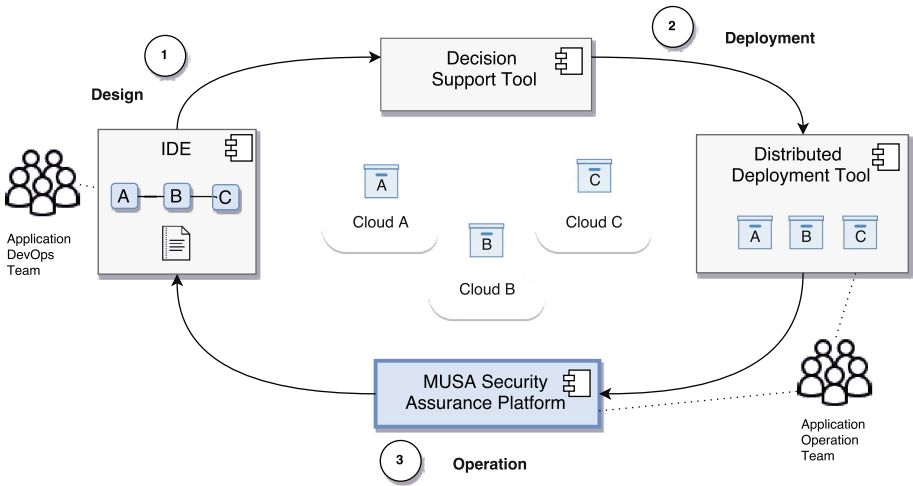 1
Design
Decision
Support Tool
2
Deployment
IDE
A
B
C
Application
DevOps
Team
A
Cloud A
B
Cloud B
C
Cloud C
Distributed
Deployment Tool
A
B
C
MUSA Security
Assurance Platform
3
Operation
Application
Operation
Team